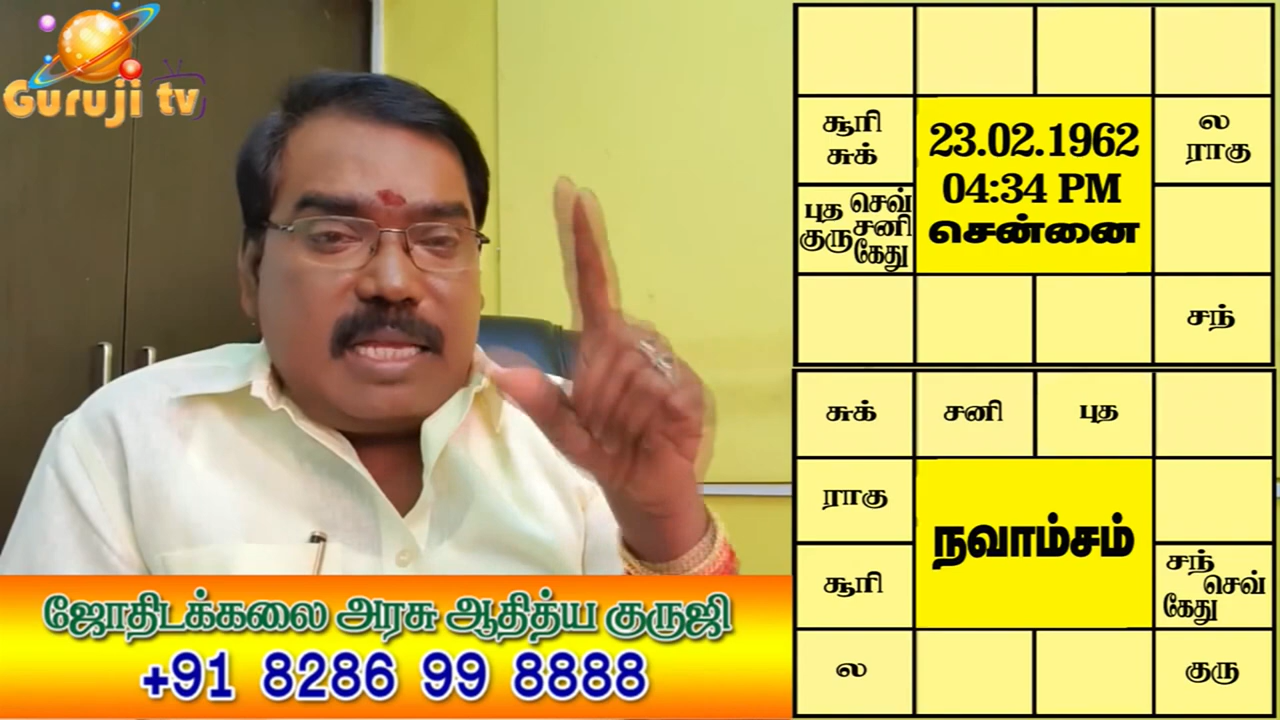 Guruji tv
சூரி
சுக்
23.02.1962
04:34 PM
சென்னை
ல
ராகு
புத
குரு
செவ்
சனி
கேது
சந்
சுக்
சனி
புத
ராகு
நவாம்சம்
சூரி
சந்
செவ்
கேது
ல
குரு
ஜோதிடக்கலை அரசு ஆதித்ய குருஜி
+91 8286 99 8888